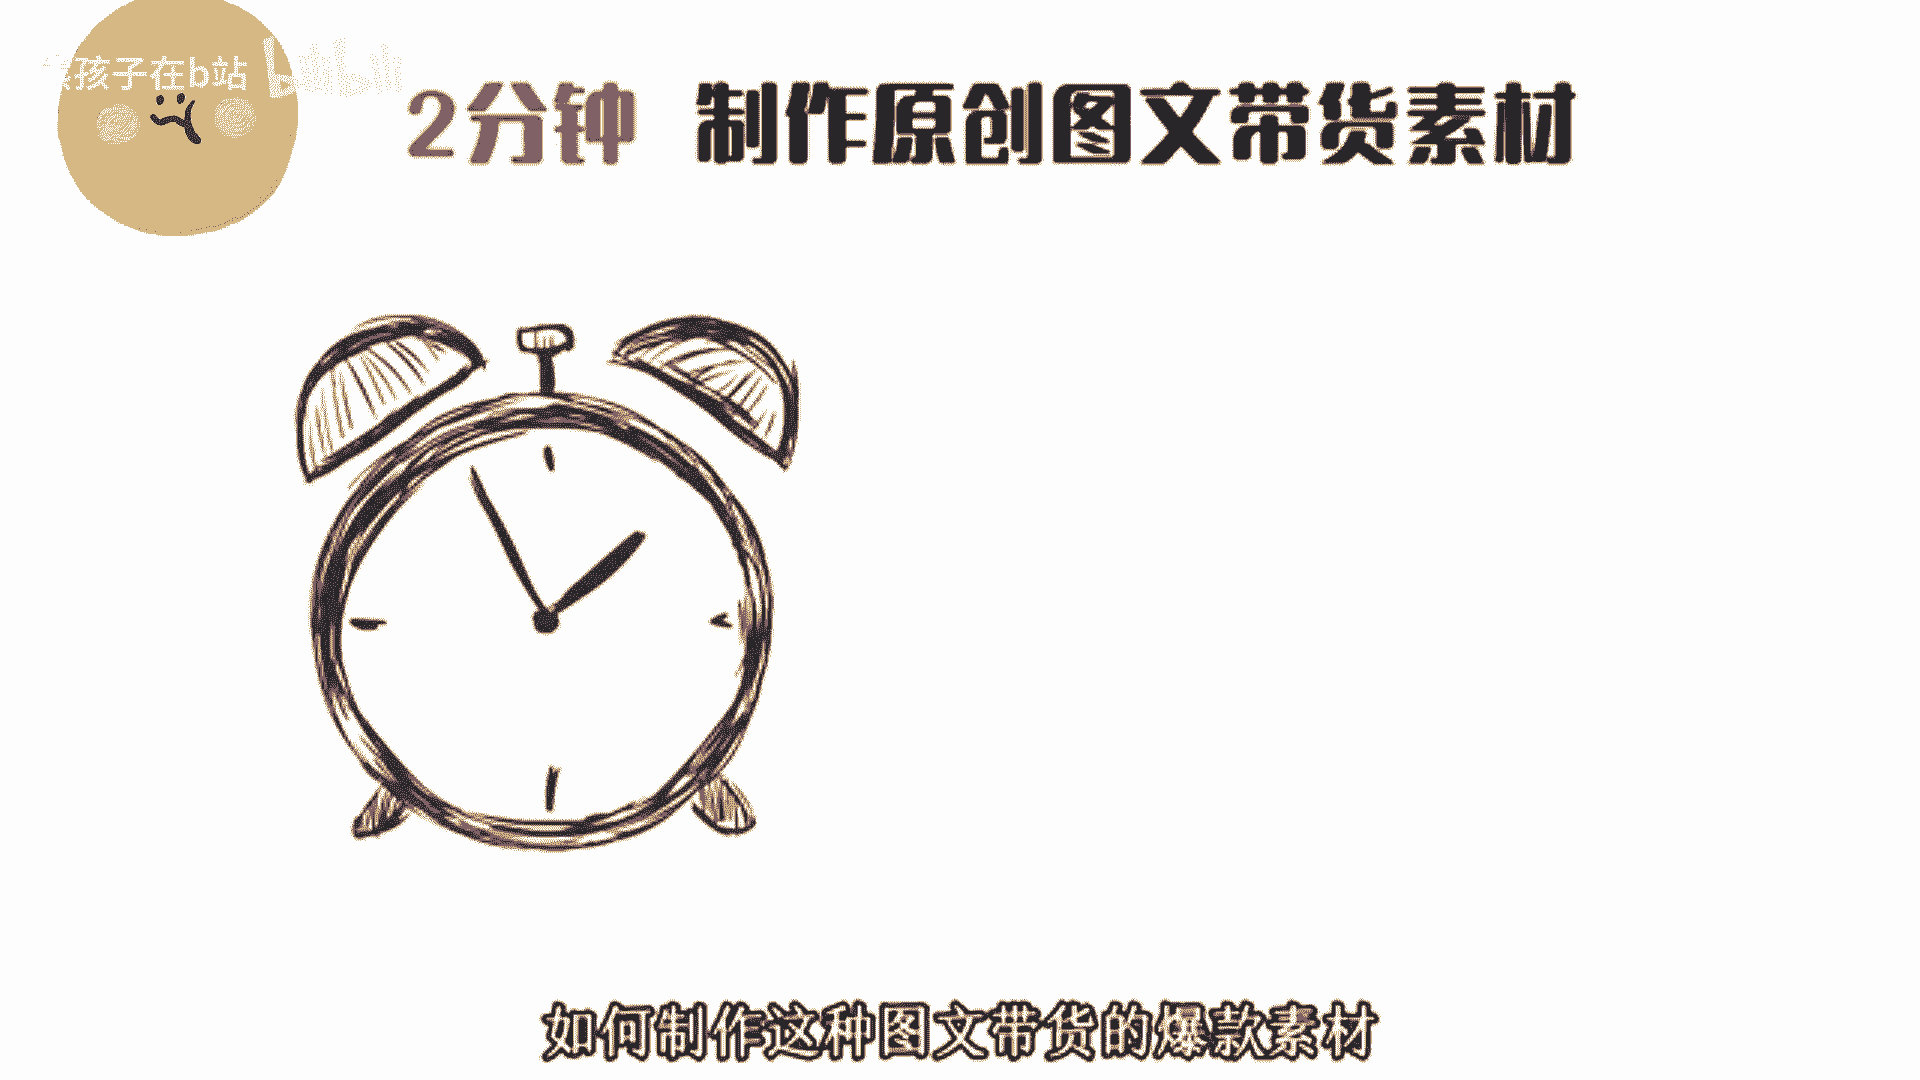 孩子在b站 bilibili
2分钟 制作原创图文带货素材
如何制作这种图文带货的爆款素材